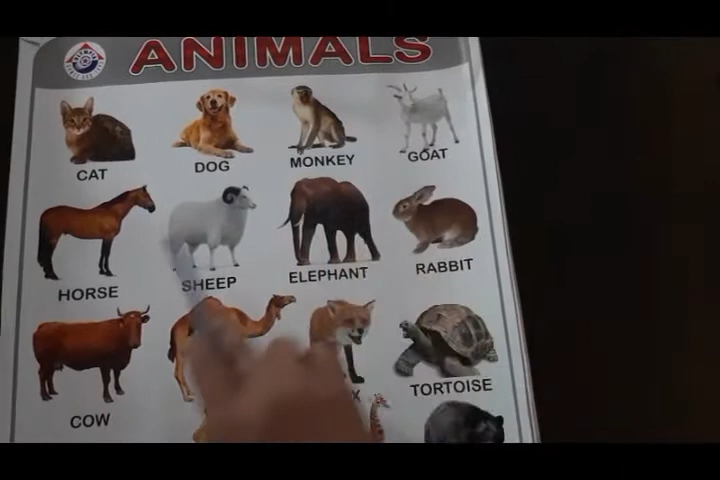 ANIMALS
CAT
DOG
MONKEY
GOAT
HORSE
SHEEP
ELEPHANT
RABBIT
COW
TORTOISE